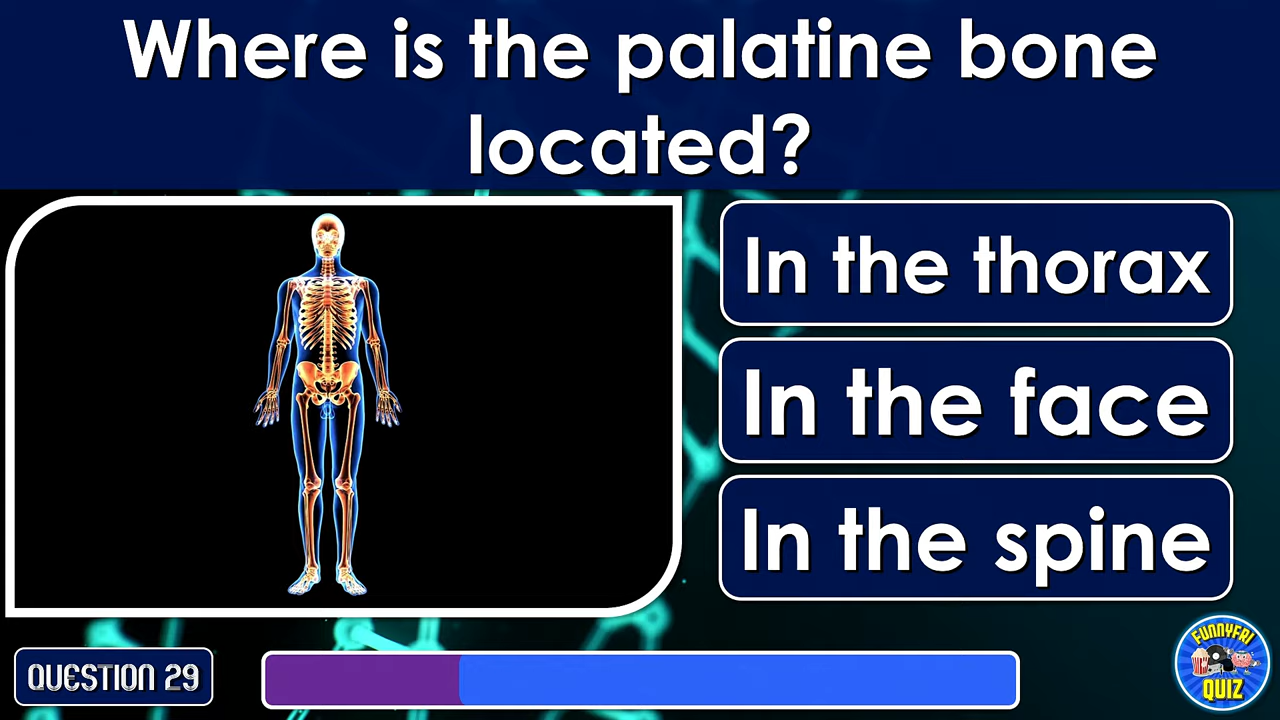 Where is the palatine bone
located?
In the thorax
In the face
In the spine
QUESTION 29
FUNNYFRI
QUIZ